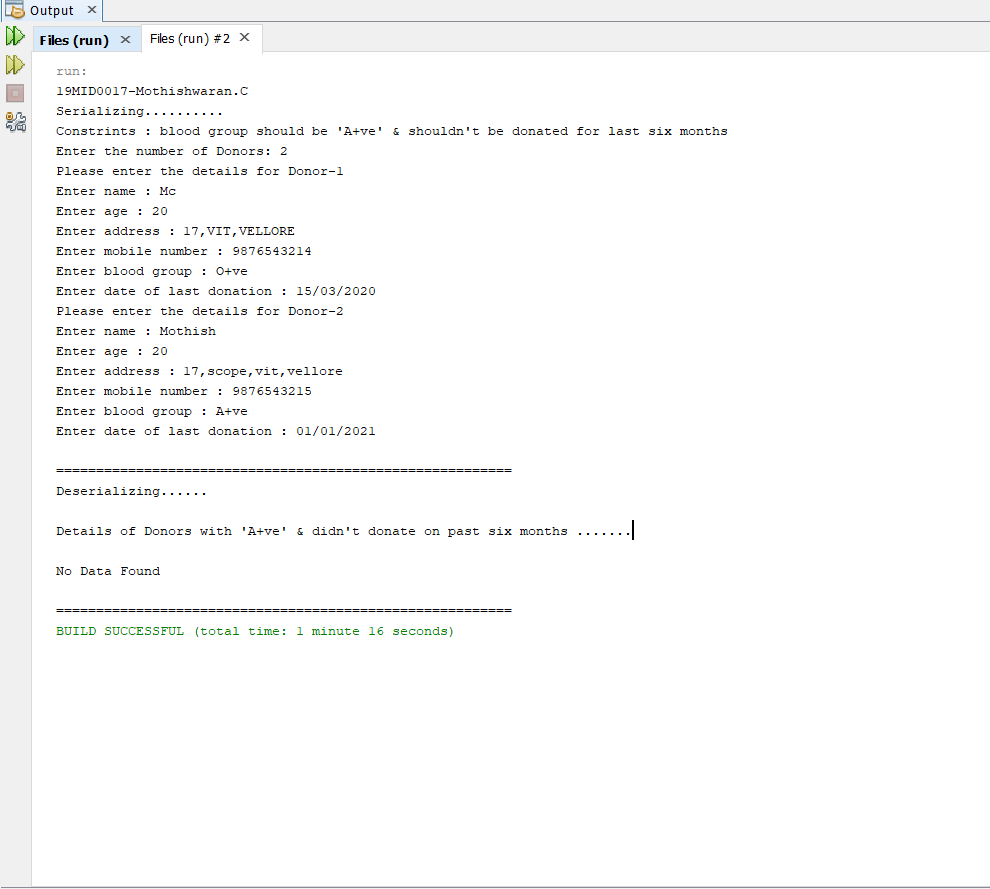 Output
Files (run)
Files (run) #2
run:
19MID0017-Mothishwaran.C
Serializing..........
Constrints : blood group should be 'A+ve' & shouldn't be donated for last six months
Enter the number of Donors: 2
Please enter the details for Donor-1
Enter name : Mc
Enter age : 20
Enter address : 17,VIT,VELLORE
Enter mobile number : 9876543214
Enter blood group : O+ve
Enter date of last donation : 15/03/2020
Please enter the details for Donor-2
Enter name : Mothish
Enter age : 20
Enter address : 17,scope,vit,vellore
Enter mobile number : 9876543215
Enter blood group : A+ve
Enter date of last donation : 01/01/2021
=========================================================
Deserializing......
Details of Donors with 'A+ve' & didn't donate on past six months .......
No Data Found
=========================================================
BUILD SUCCESSFUL (total time: 1 minute 16 seconds)